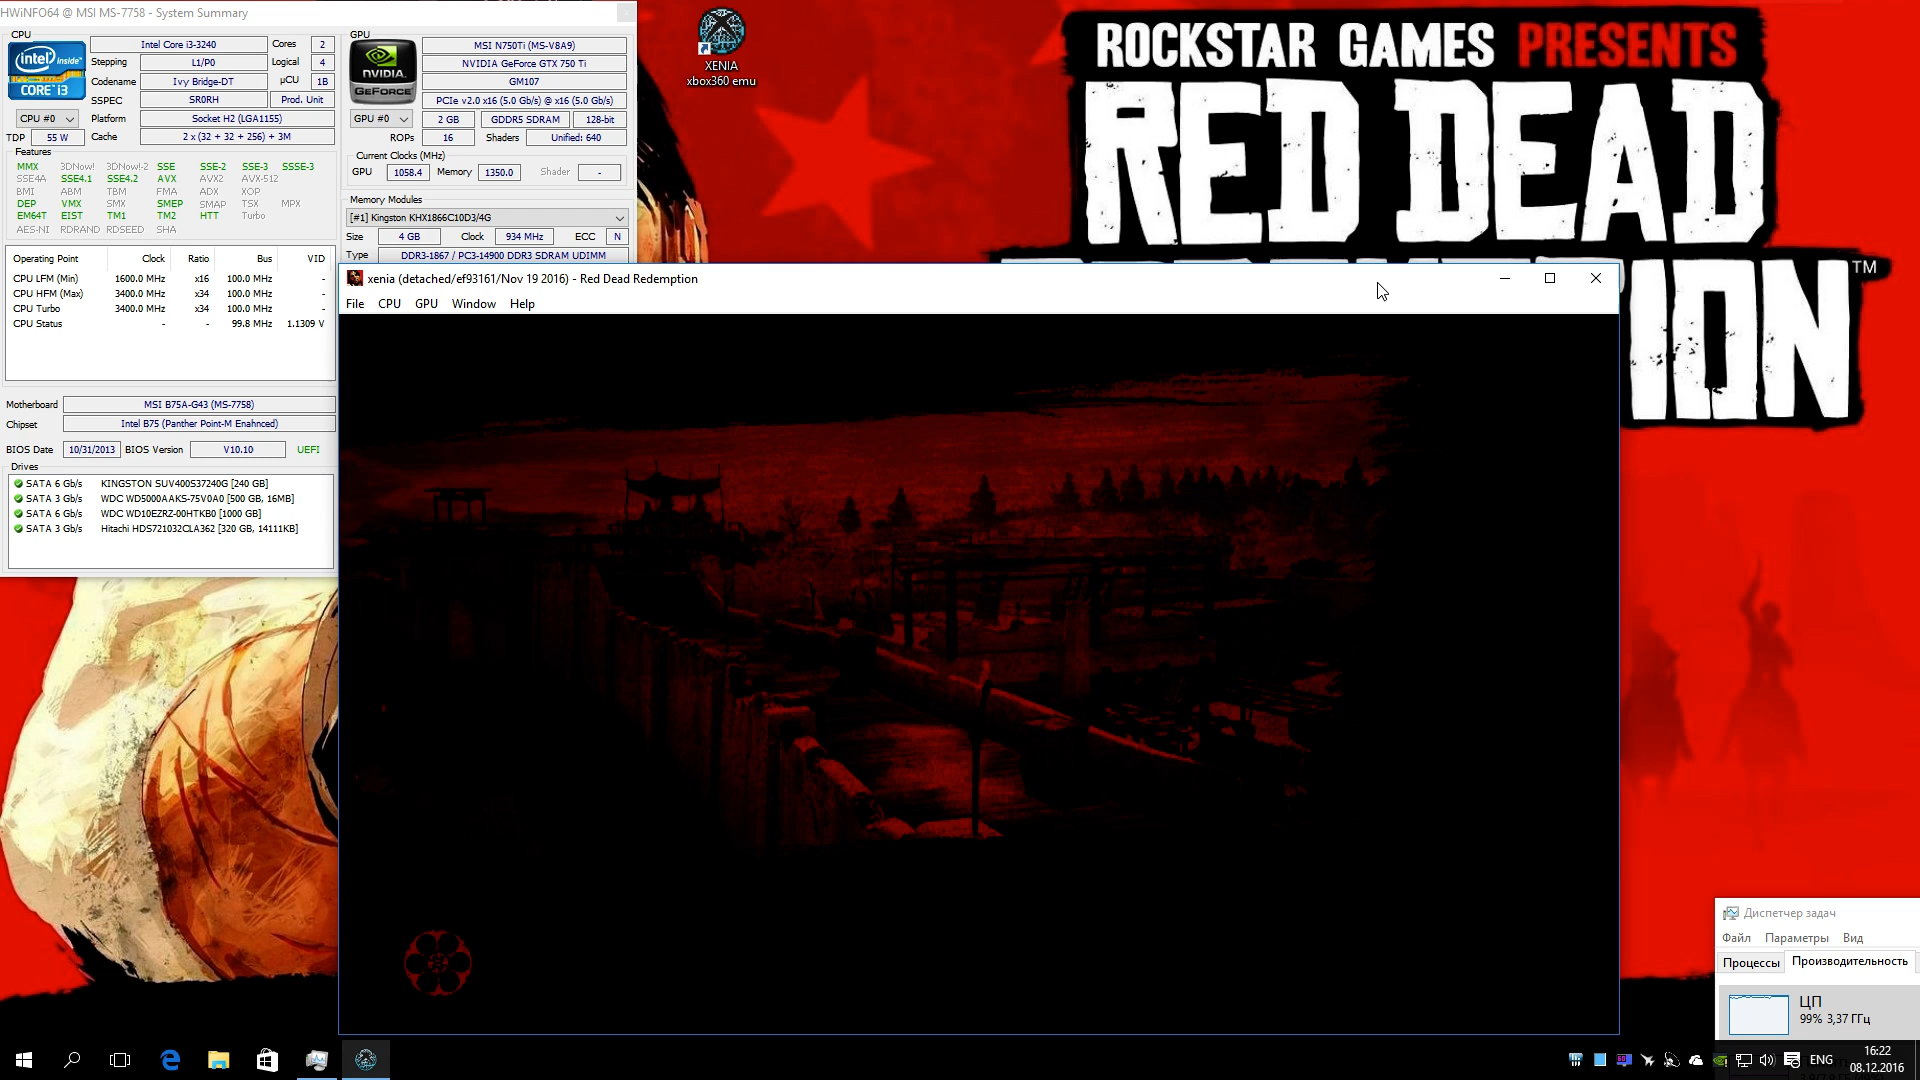 HWiNFO64 @ MSI MS-7758 - System Summary
CPU
intel inside
CORE i3
Intel Core i3-3240
Cores 2
Stepping L1/P0
Logical 4
Codename Ivy Bridge-DT
µCU 1B
SSPEC SR0RH Prod. Unit
CPU #0
Platform Socket H2 (LGA1155)
TDP 55 W
Cache 2 x (32 + 32 + 256) + 3M
Features
MMX 3DNow! 3DNow!-2 SSE SSE-2 SSE-3 SSSE-3
SSE4A SSE4.1 SSE4.2 AVX AVX2 AVX-512
BMI ABM TBM FMA ADX XOP
DEP VMX SMX SMEP SMAP TSX MPX
EM64T EIST TM1 TM2 HTT Turbo
AES-NI RDRAND RDSEED SHA
Operating Point Clock Ratio Bus VID
CPU LFM (Min) 1600.0 MHz x16 100.0 MHz -
CPU HFM (Max) 3400.0 MHz x34 100.0 MHz -
CPU Turbo 3400.0 MHz x34 100.0 MHz -
CPU Status - - 99.8 MHz 1.1309 V
Motherboard MSI B75A-G43 (MS-7758)
Chipset Intel B75 (Panther Point-M Enahnced)
BIOS Date 10/31/2013 BIOS Version V10.10 UEFI
Drives
SATA 6 Gb/s KINGSTON SUV400S37240G [240 GB]
SATA 3 Gb/s WDC WD5000AAKS-75V0A0 [500 GB, 16MB]
SATA 6 Gb/s WDC WD10EZRZ-00HTKB0 [1000 GB]
SATA 3 Gb/s Hitachi HDS721032CLA362 [320 GB, 14111KB]
GPU
NVIDIA.
GEFORCE
MSI N750Ti (MS-V8A9)
NVIDIA GeForce GTX 750 Ti
GM107
PCIe v2.0 x16 (5.0 Gb/s) @ x16 (5.0 Gb/s)
GPU #0 2 GB GDDR5 SDRAM 128-bit
ROPs 16 Shaders Unified: 640
Current Clocks (MHz)
GPU 1058.4 Memory 1350.0 Shader -
Memory Modules
[#1] Kingston KHX1866C10D3/4G
Size 4 GB Clock 934 MHz ECC N
Type DDR3-1867 / PC3-14900 DDR3 SDRAM UDIMM
XENIA
xbox360 emu
ROCKSTAR GAMES PRESENTS
RED DEAD
TM
xenia (detached/ef93161/Nov 19 2016) - Red Dead Redemption
File CPU GPU Window Help
Диспетчер задач
Файл Параметры Вид
Процессы Производительность
ЦП
99% 3,37 ГГц
ENG
16:22
08.12.2016